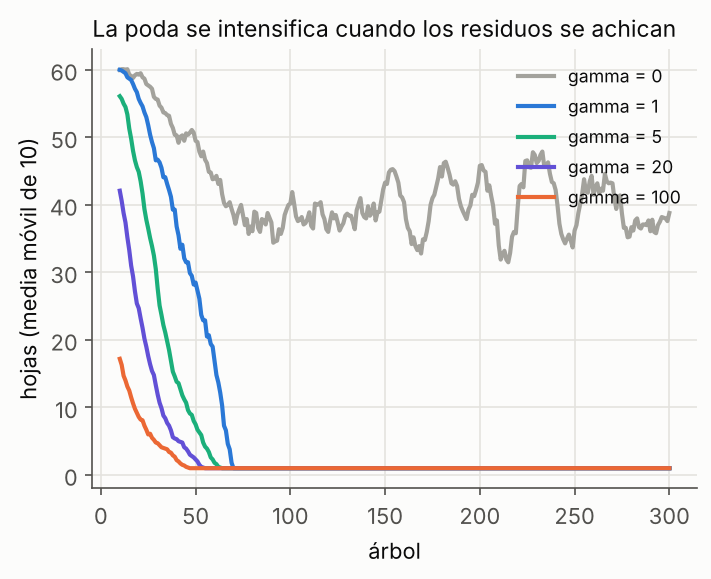 La poda se intensifica cuando los residuos se achican
hojas (media móvil de 10)
60
50
40
30
20
10
0
gamma = 0
gamma = 1
gamma = 5
gamma = 20
gamma = 100
0 50 100 150 200 250 300
árbol